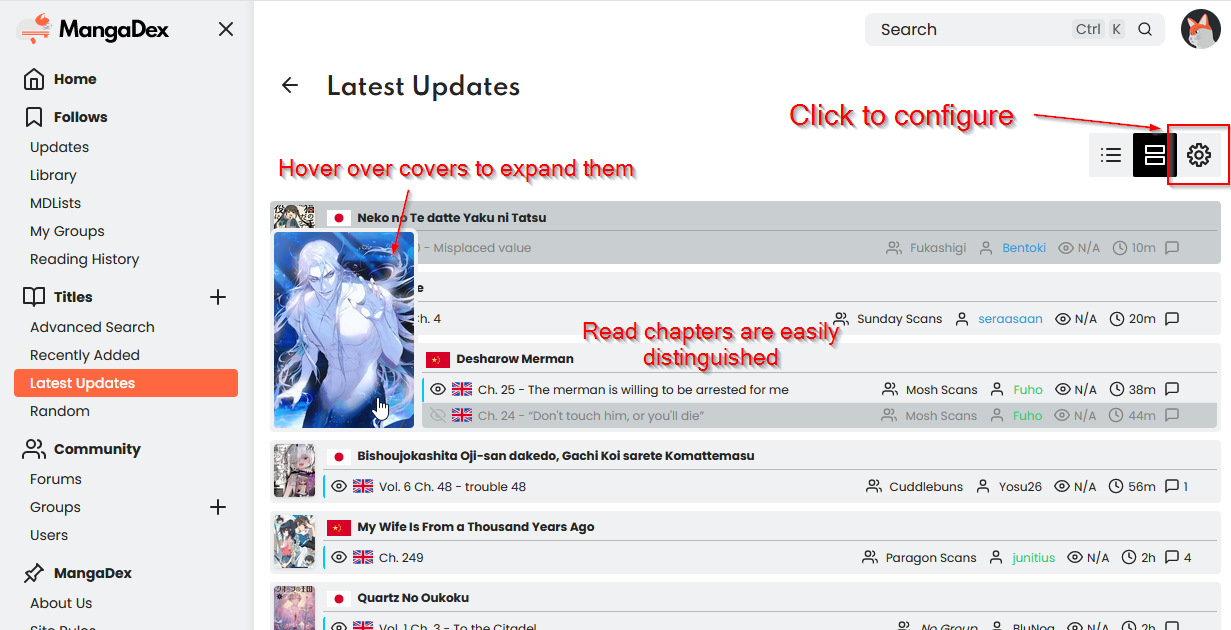 MangaDex
Search
Ctrl K
Home
Follows
Updates
Library
MDLists
My Groups
Reading History
Titles
Advanced Search
Recently Added
Latest Updates
Random
Community
Forums
Groups
Users
MangaDex
About Us
Site Rules
Latest Updates
Click to configure
Hover over covers to expand them
Neko no Te datte Yaku ni Tatsu
- Misplaced value Fukashigi Bentoki N/A 10m
Ch. 4 Sunday Scans seraasaan N/A 20m
Read chapters are easily
distinguished
Desharow Merman
Ch. 25 - The merman is willing to be arrested for me Mosh Scans Fuho N/A 38m
Ch. 24 - “Don't touch him, or you'll die” Mosh Scans Fuho N/A 44m
Bishoujokashita Oji-san dakedo, Gachi Koi sarete Komattemasu
Vol. 6 Ch. 48 - trouble 48 Cuddlebuns Yosu26 N/A 56m 1
My Wife Is From a Thousand Years Ago
Ch. 249 Paragon Scans junitius N/A 2h 4
Quartz No Oukoku
Vol. 1 Ch. 3 - To the Citadel No Group BluNog N/A 2h